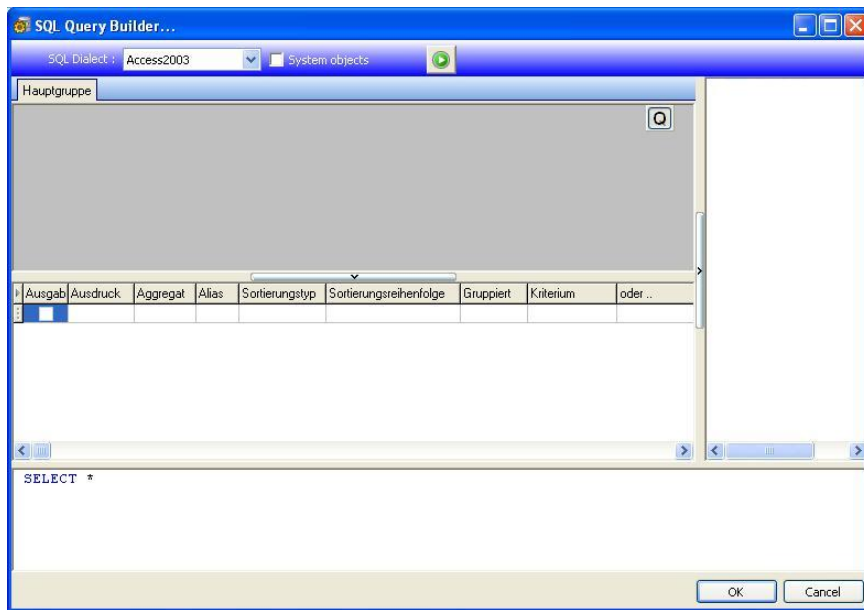 SQL Query Builder...
SQL Dialect : Access2003 System objects
Hauptgruppe
Q
Ausgab Ausdruck Aggregat Alias Sortierungstyp Sortierungsreihenfolge Gruppiert Kriterium oder ..
SELECT *
OK Cancel